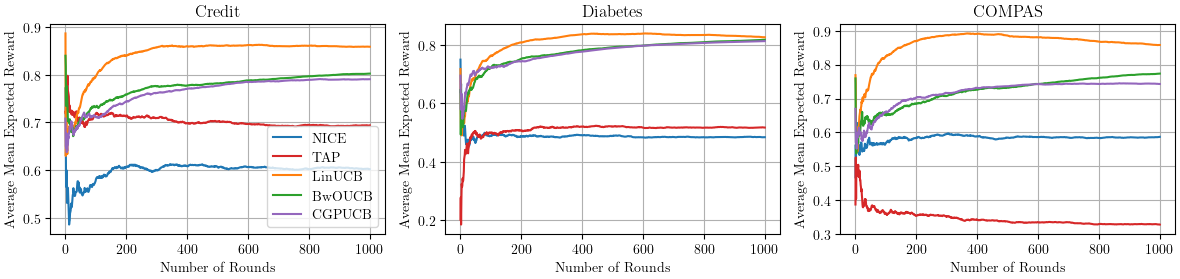 Credit
Average Mean Expected Reward
0.9
0.8
0.7
0.6
0.5
0
200
400
600
800
1000
Number of Rounds
NICE
TAP
LinUCB
BwOUCB
CGPUCB
Diabetes
Average Mean Expected Reward
0.8
0.6
0.4
0.2
0
200
400
600
800
1000
Number of Rounds
COMPAS
Average Mean Expected Reward
0.9
0.8
0.7
0.6
0.5
0.4
0.3
0
200
400
600
800
1000
Number of Rounds